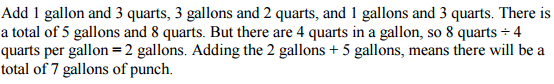 Add 1 gallon and 3 quarts, 3 gallons and 2 quarts, and 1 gallons and 3 quarts. There is
a total of 5 gallons and 8 quarts. But there are 4 quarts in a gallon, so 8 quarts ÷ 4
quarts per gallon = 2 gallons. Adding the 2 gallons + 5 gallons, means there will be a
total of 7 gallons of punch.